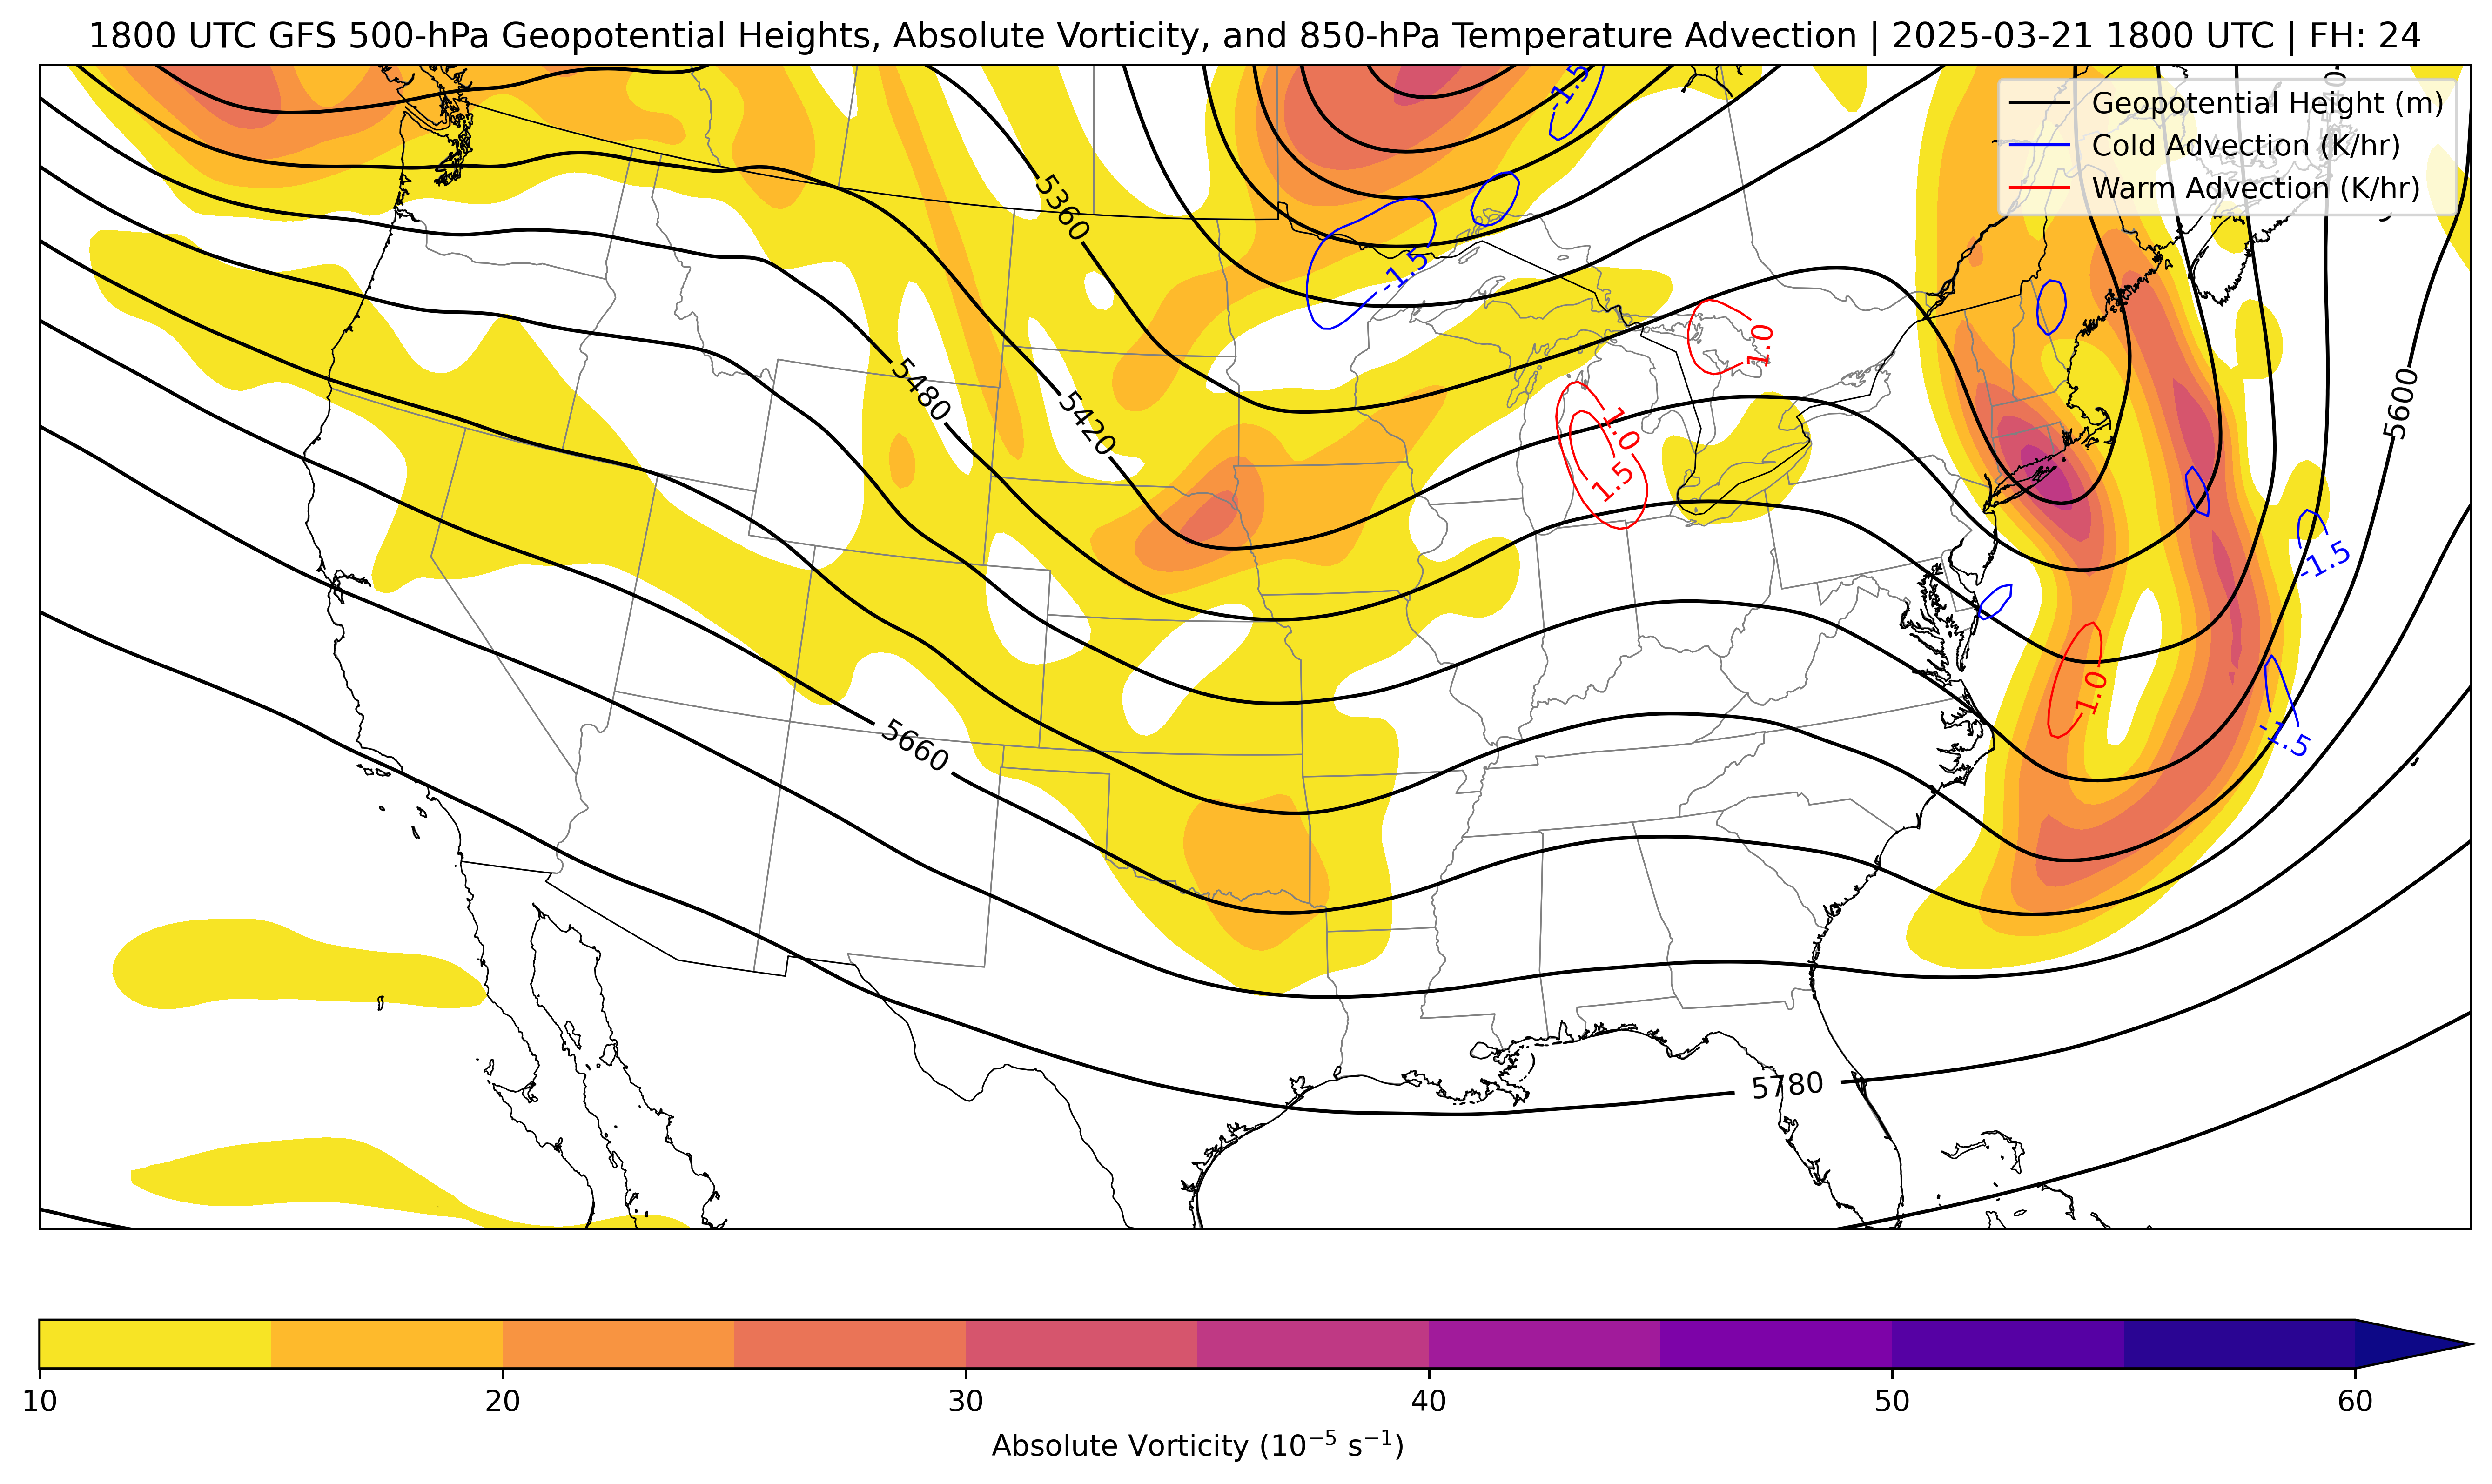 1800 UTC GFS 500-hPa Geopotential Heights, Absolute Vorticity, and 850-hPa Temperature Advection | 2025-03-21 1800 UTC | FH: 24
Geopotential Height (m)
Cold Advection (K/hr)
Warm Advection (K/hr)
-1.5
5360
-1.5
1.0
5480
5420
1.0
1.5
5600
-1.5
1.0
-1.5
5660
5780
10 20 30 40 50 60
Absolute Vorticity (10⁻⁵ s⁻¹)